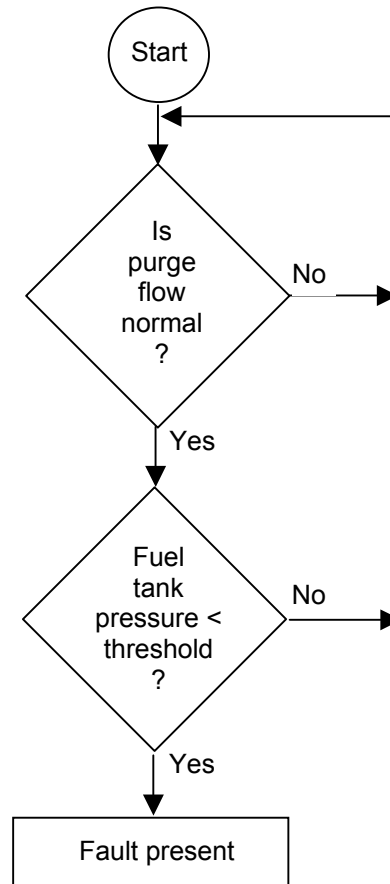 Start
Is
purge
flow
normal
?
No
Yes
Fuel
tank
pressure <
threshold
?
No
Yes
Fault present